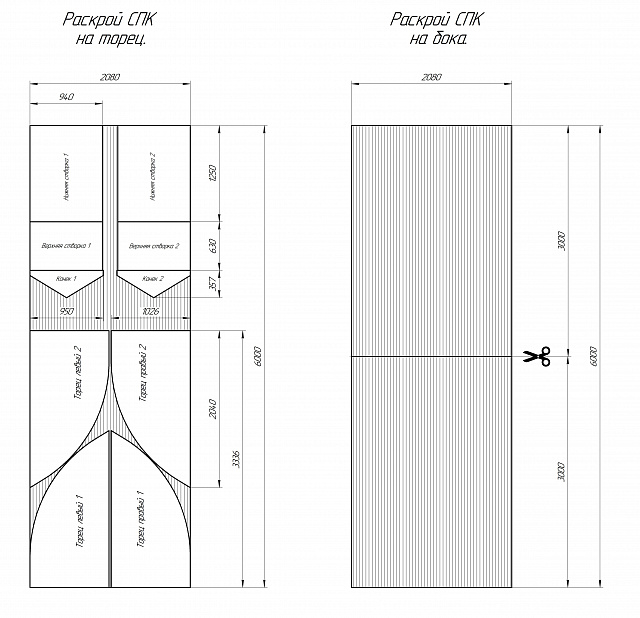 Раскрой СПК
на торец.
2080
940
Нижняя створка 1
Нижняя створка 2
1250
Верхняя створка 1
Верхняя створка 2
630
Конек 1
Конек 2
357
950
1026
6000
Торец левый 2
Торец правый 2
2040
3336
Торец левый 1
Торец правый 1
Раскрой СПК
на бока.
2080
3000
6000
3000